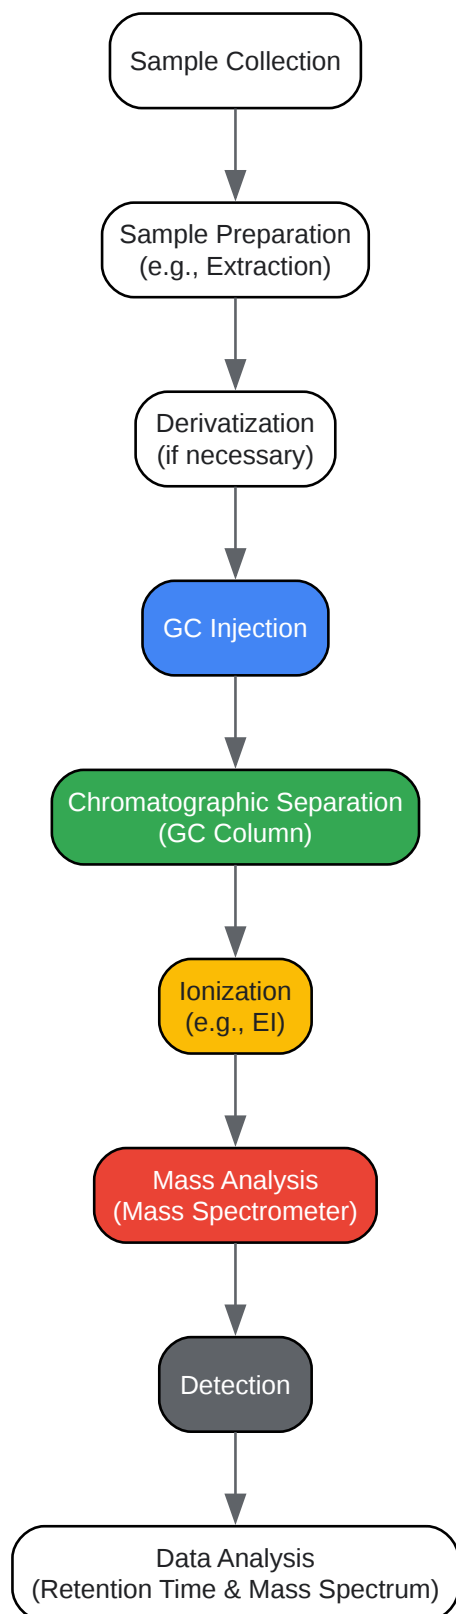 Sample Collection
Sample Preparation
(e.g., Extraction)
Derivatization
(if necessary)
GC Injection
Chromatographic Separation
(GC Column)
Ionization
(e.g., EI)
Mass Analysis
(Mass Spectrometer)
Detection
Data Analysis
(Retention Time & Mass Spectrum)